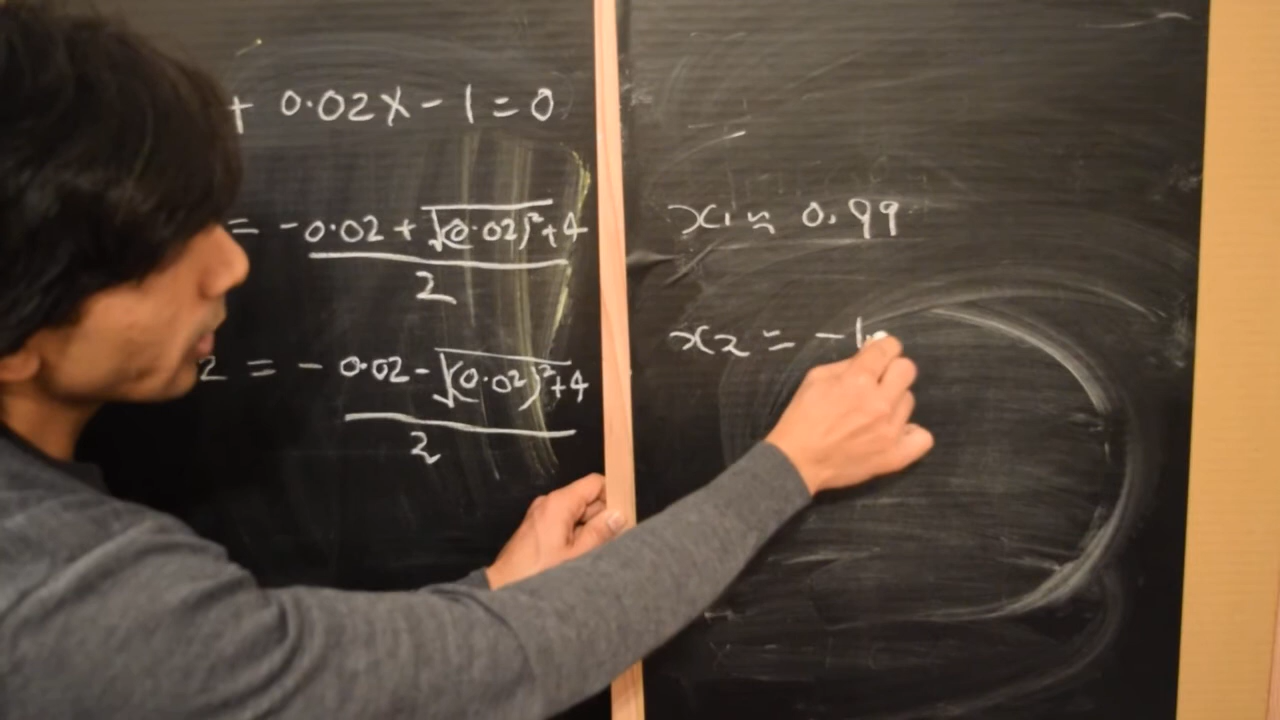 + 0.02x - 1 = 0
= -0.02 + √(0.02)²+4
2
2 = - 0.02 - √(0.02)²+4
2
x1 ≈ 0.99
x2 ≈ -1.